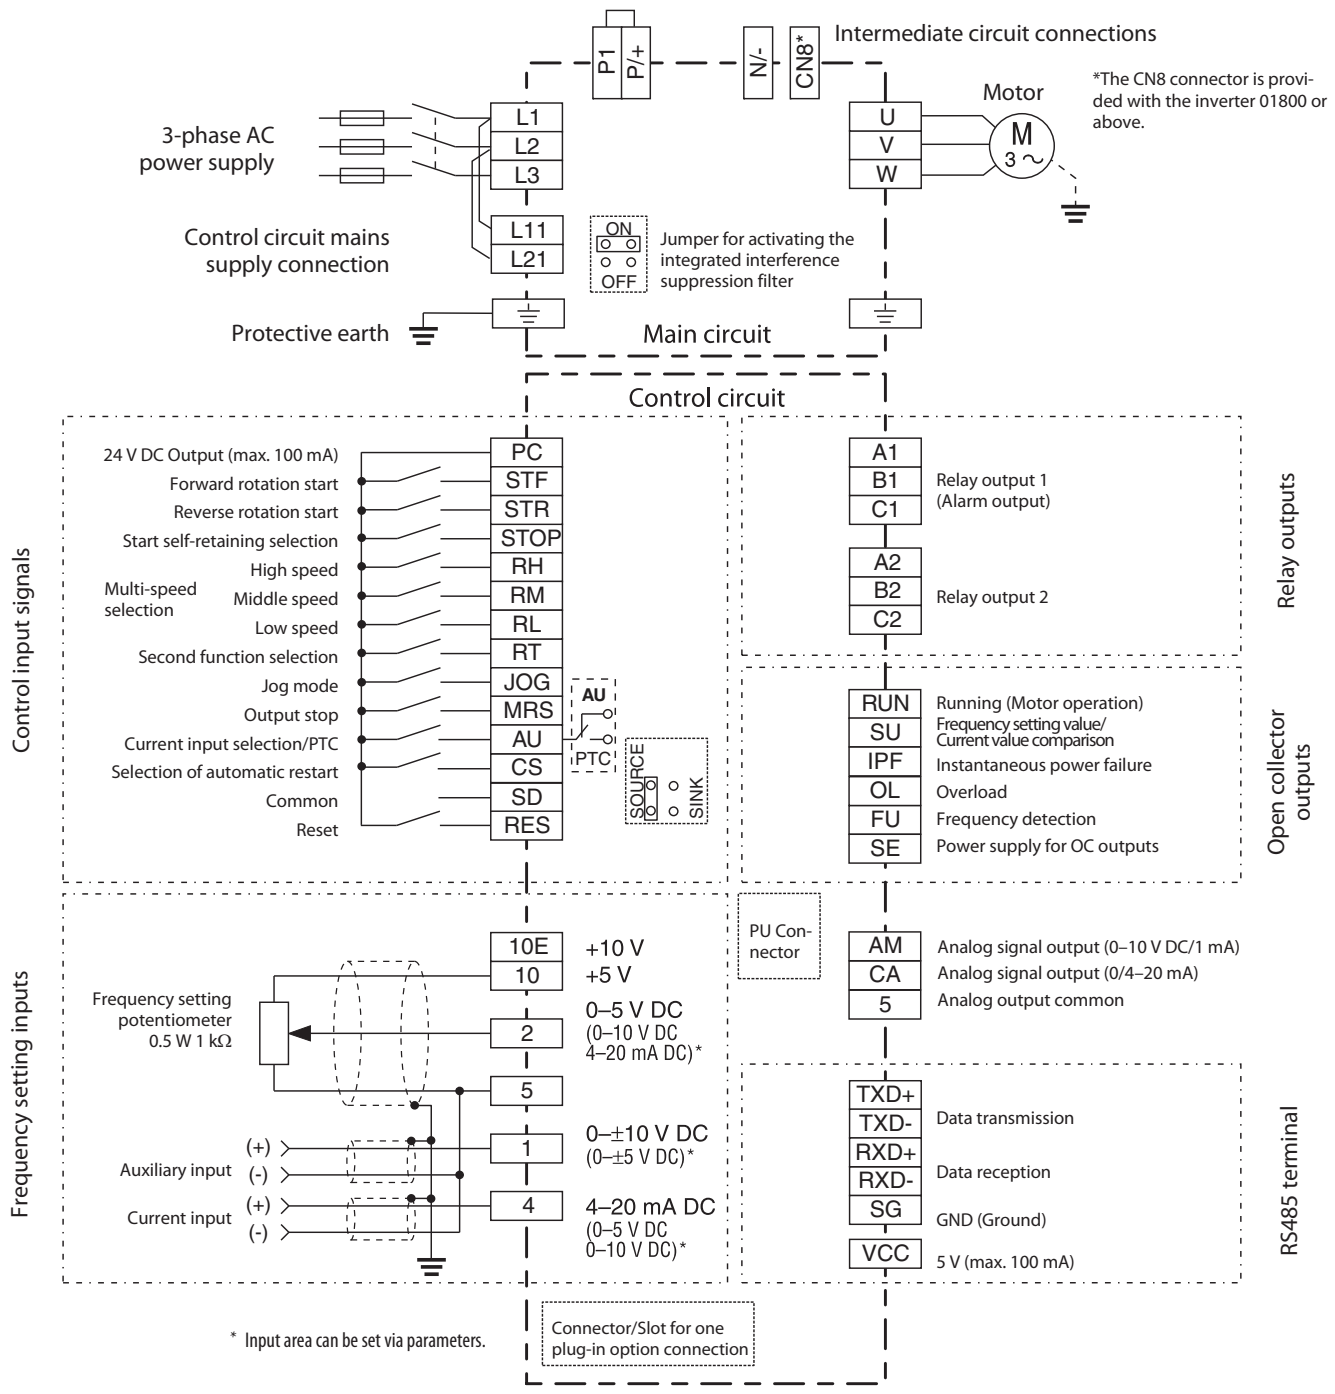 P1
P/+
N/-
CN8*
Intermediate circuit connections
*The CN8 connector is provi-
ded with the inverter 01800 or
above.
3-phase AC
power supply
L1
L2
L3
U
V
W
Motor
M
3 ~
Control circuit mains
supply connection
L11
L21
ON
OFF
Jumper for activating the
integrated interference
suppression filter
Protective earth
Main circuit
Control circuit
Control input signals
24 V DC Output (max. 100 mA)
PC
Forward rotation start
STF
Reverse rotation start
STR
Start self-retaining selection
STOP
Multi-speed
selection
High speed
RH
Middle speed
RM
Low speed
RL
Second function selection
RT
Jog mode
JOG
Output stop
MRS
Current input selection/PTC
AU
Selection of automatic restart
CS
Common
SD
Reset
RES
AU
PTC
SOURCE
SINK
Relay outputs
A1
B1
C1
Relay output 1
(Alarm output)
A2
B2
C2
Relay output 2
Open collector
outputs
RUN
Running (Motor operation)
SU
Frequency setting value/
Current value comparison
IPF
Instantaneous power failure
OL
Overload
FU
Frequency detection
SE
Power supply for OC outputs
PU Con-
nector
Frequency setting inputs
Frequency setting
potentiometer
0.5 W 1 kΩ
10E
+10 V
10
+5 V
2
0–5 V DC
(0–10 V DC
4–20 mA DC)*
5
Auxiliary input
(+)
(-)
1
0–±10 V DC
(0–±5 V DC)*
Current input
(+)
(-)
4
4–20 mA DC
(0–5 V DC
0–10 V DC)*
AM
Analog signal output (0–10 V DC/1 mA)
CA
Analog signal output (0/4–20 mA)
5
Analog output common
RS485 terminal
TXD+
TXD-
Data transmission
RXD+
RXD-
Data reception
SG
GND (Ground)
VCC
5 V (max. 100 mA)
* Input area can be set via parameters.
Connector/Slot for one
plug-in option connection